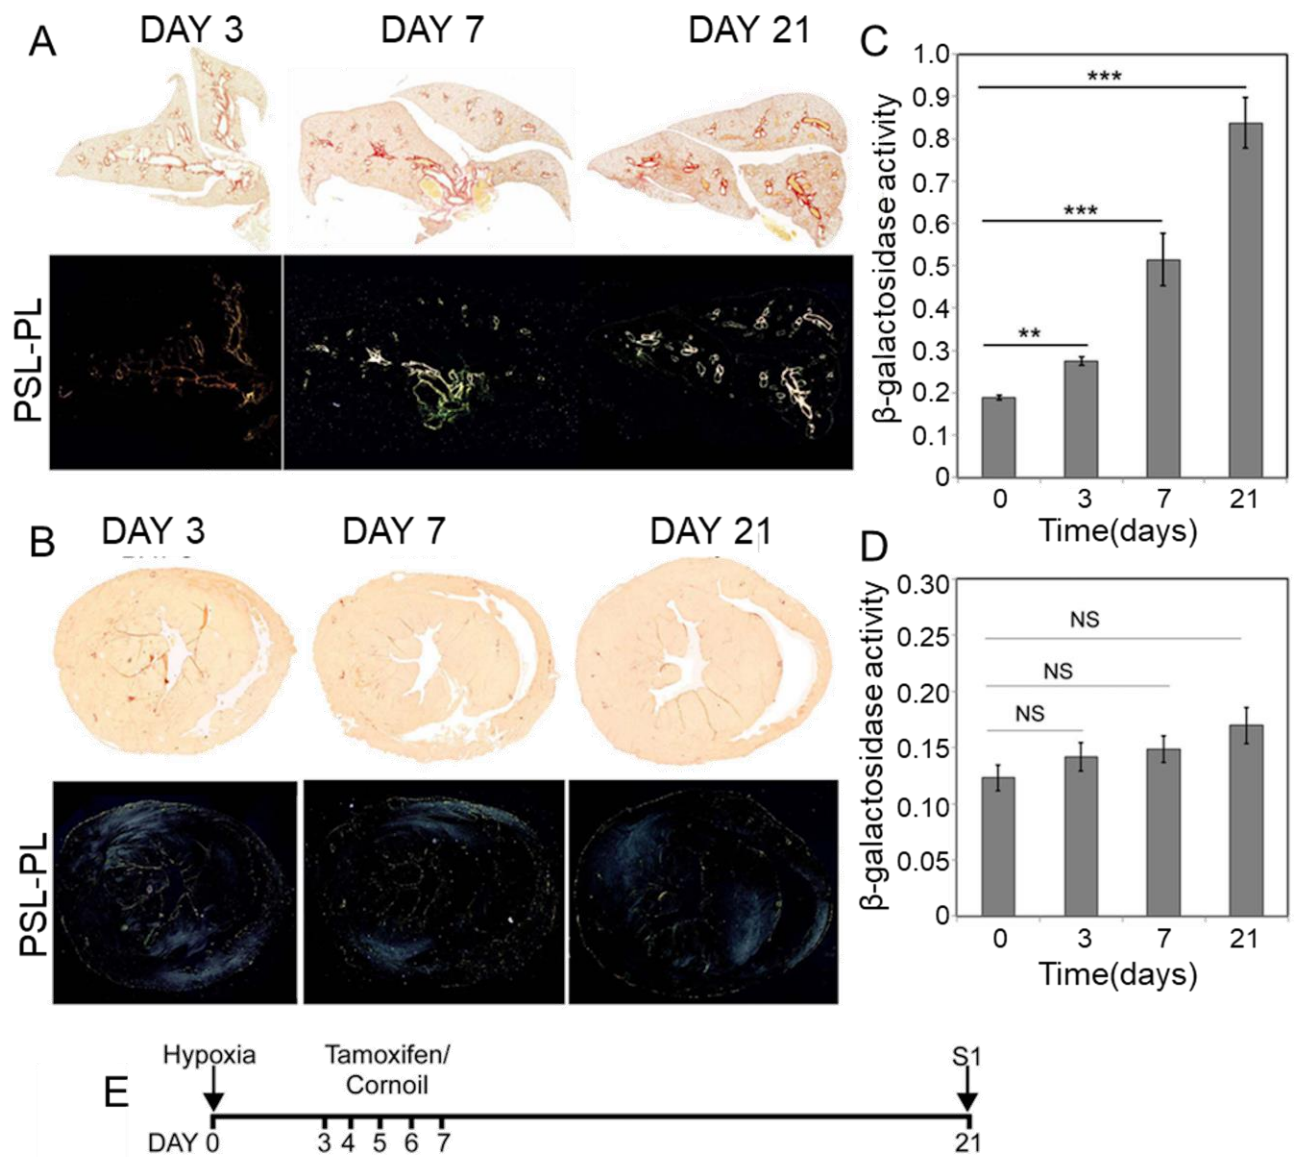 A
DAY 3
DAY 7
DAY 21
PSL-PL
B
DAY 3
DAY 7
DAY 21
PSL-PL
C
β-galactosidase activity
1.0
0.9
0.8
0.7
0.6
0.5
0.4
0.3
0.2
0.1
0
***
***
**
0 3 7 21
Time(days)
D
β-galactosidase activity
0.30
0.25
0.20
0.15
0.10
0.05
0
NS
NS
NS
0 3 7 21
Time(days)
E
Hypoxia
Tamoxifen/
Cornoil
S1
DAY 0 3 4 5 6 7 21